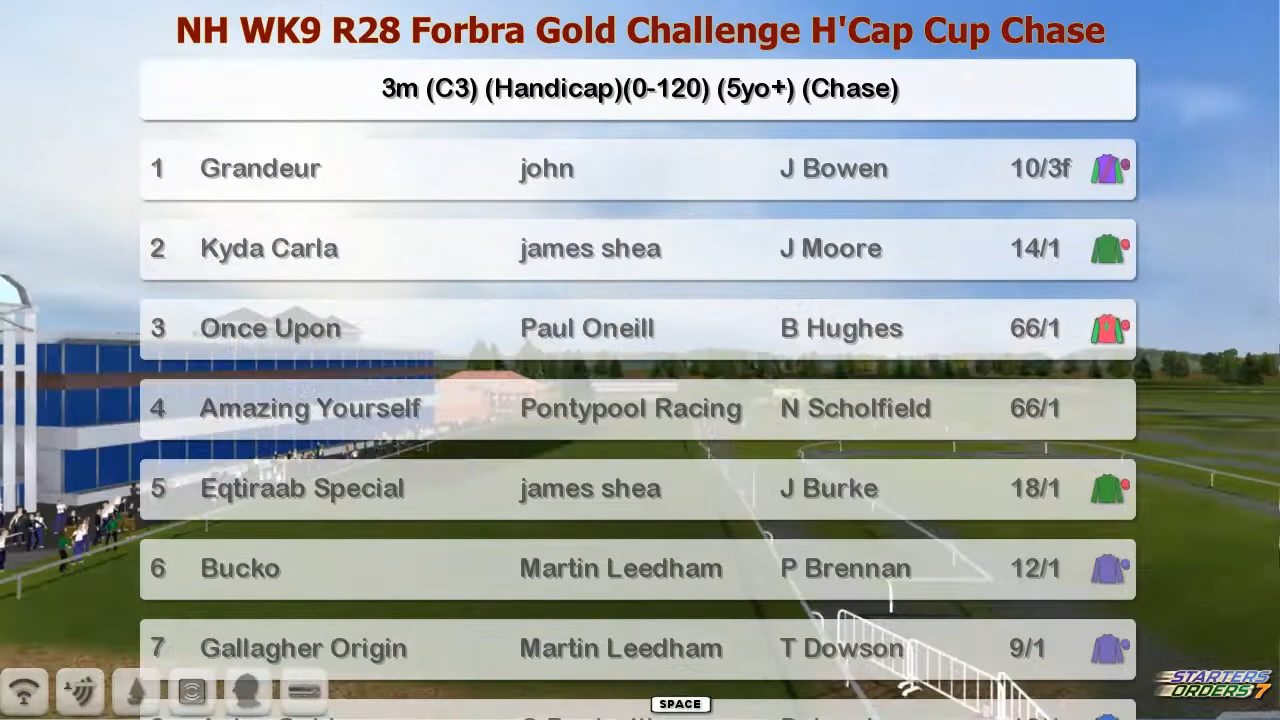 NH WK9 R28 Forbra Gold Challenge H'Cap Cup Chase
3m (C3) (Handicap)(0-120) (5yo+) (Chase)
1 Grandeur john J Bowen 10/3f
2 Kyda Carla james shea J Moore 14/1
3 Once Upon Paul Oneill B Hughes 66/1
4 Amazing Yourself Pontypool Racing N Scholfield 66/1
5 Eqtiraab Special james shea J Burke 18/1
6 Bucko Martin Leedham P Brennan 12/1
7 Gallagher Origin Martin Leedham T Dowson 9/1
STARTERS
ORDERS 7
SPACE